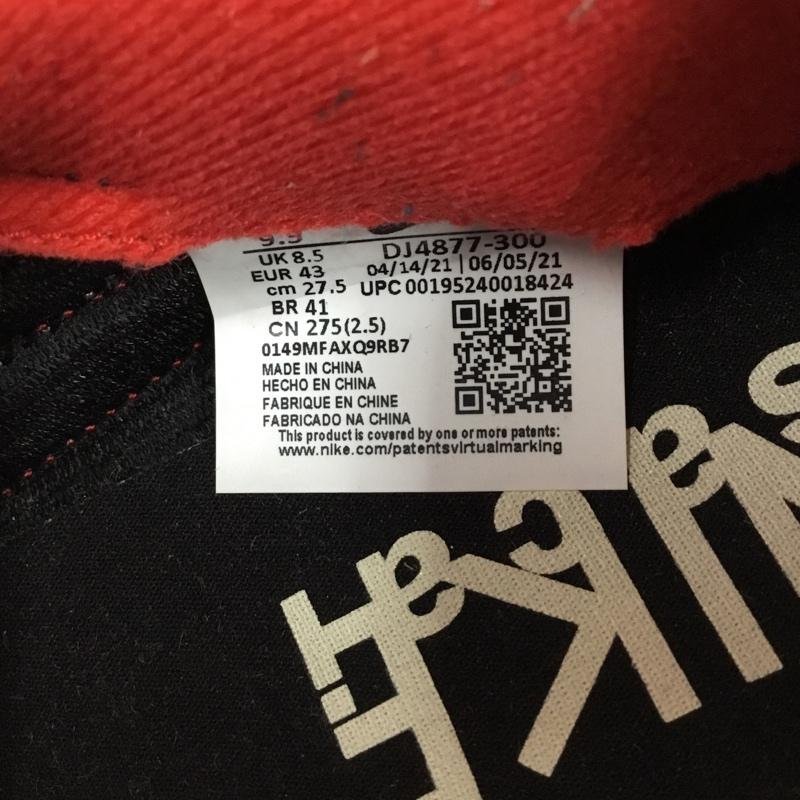 9.5
UK 8.5
EUR 43
cm 27.5
BR 41
CN 275(2.5)
DJ4877-300
04/14/21 | 06/05/21
UPC 00195240018424
0149MFAXQ9RB7
MADE IN CHINA
HECHO EN CHINA
FABRIQUE EN CHINE
FABRICADO NA CHINA
This product is covered by one or more patents:
www.nike.com/patentsvirtualmarking